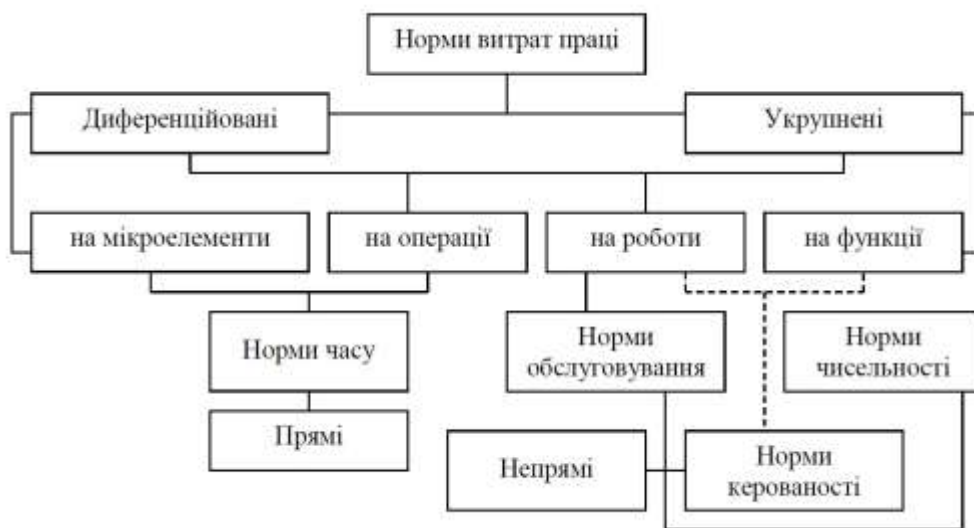 Норми витрат праці
Диференційовані
Укрупнені
на мікроелементи
на операції
на роботи
на функції
Норми часу
Норми
обслуговування
Норми
чисельності
Прямі
Непрямі
Норми
керованості